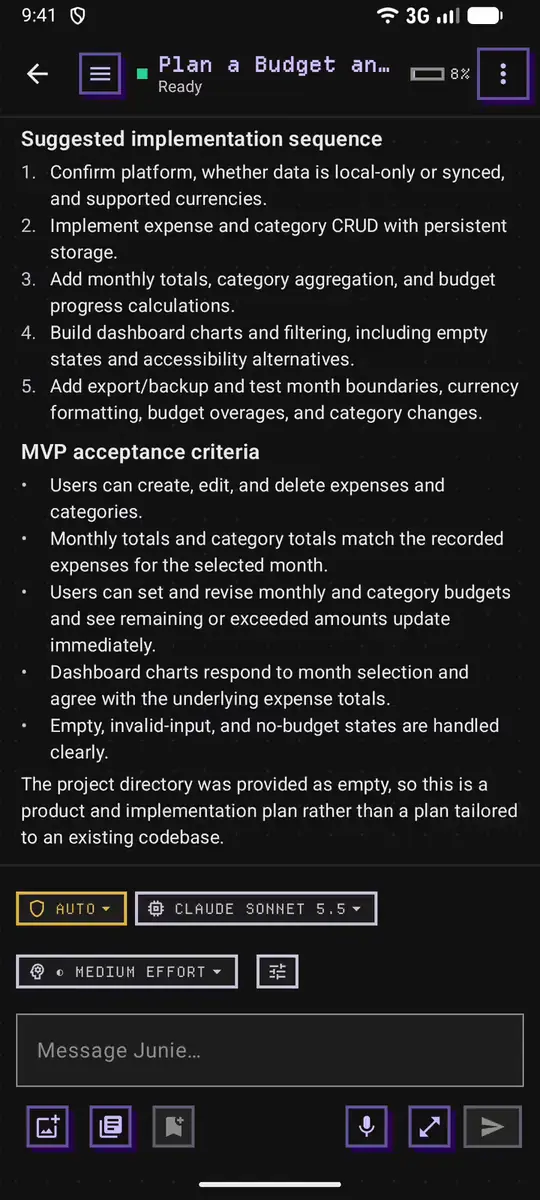 9:41
3G
Plan a Budget an…
Ready
8%
Suggested implementation sequence
1. Confirm platform, whether data is local-only or synced,
and supported currencies.
2. Implement expense and category CRUD with persistent
storage.
3. Add monthly totals, category aggregation, and budget
progress calculations.
4. Build dashboard charts and filtering, including empty
states and accessibility alternatives.
5. Add export/backup and test month boundaries, currency
formatting, budget overages, and category changes.
MVP acceptance criteria
• Users can create, edit, and delete expenses and
categories.
• Monthly totals and category totals match the recorded
expenses for the selected month.
• Users can set and revise monthly and category budgets
and see remaining or exceeded amounts update
immediately.
• Dashboard charts respond to month selection and
agree with the underlying expense totals.
• Empty, invalid-input, and no-budget states are handled
clearly.
The project directory was provided as empty, so this is a
product and implementation plan rather than a plan tailored
to an existing codebase.
AUTO
CLAUDE SONNET 5.5
MEDIUM EFFORT
Message Junie…